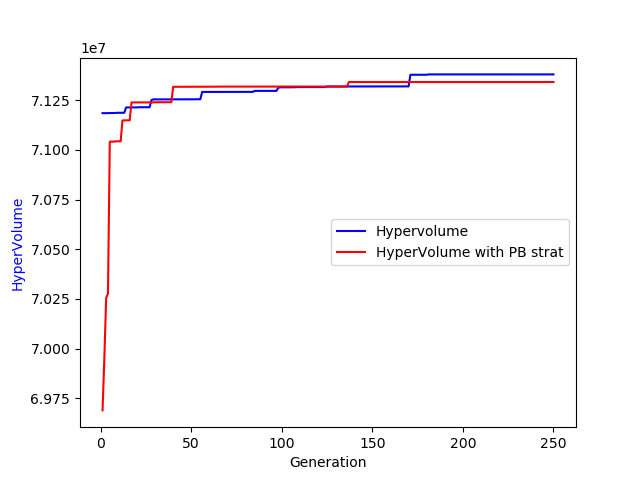 1e7
7.125
7.100
7.075
7.050
7.025
7.000
6.975
HyperVolume
Hypervolume
HyperVolume with PB strat
0 50 100 150 200 250
Generation